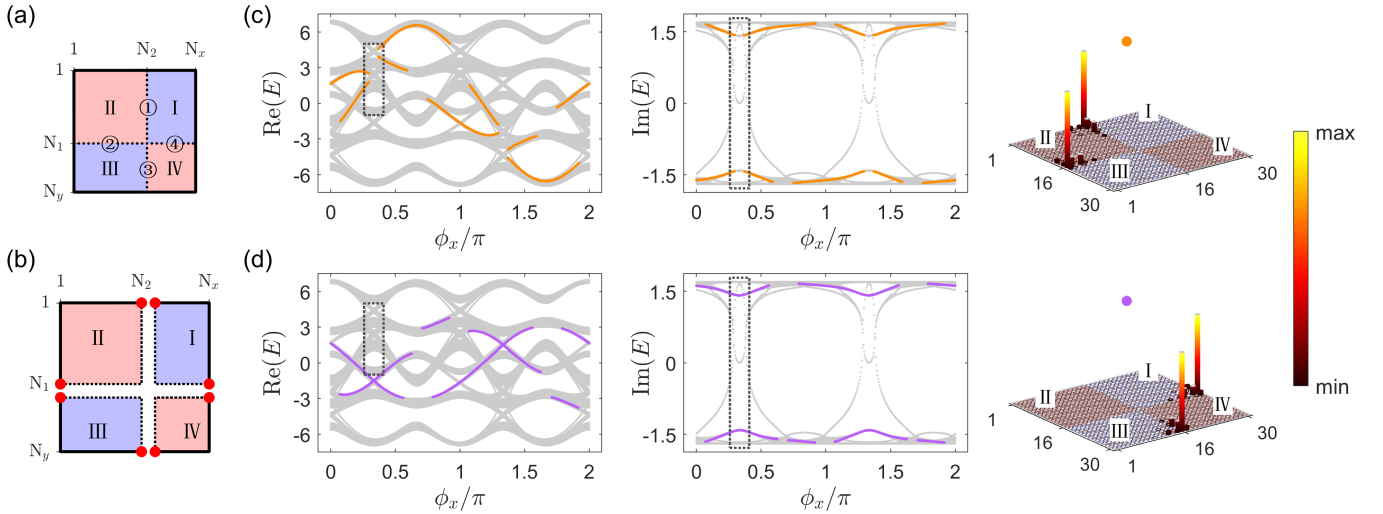 (a)
1 N₂ Nₓ
1
II ① I
N₁ ② ④
III ③ IV
Nᵧ
(b)
1 N₂ Nₓ
1
II I
N₁
III IV
Nᵧ
(c)
Re(E)
6
3
0
-3
-6
0 0.5 1 1.5 2
ϕₓ/π
Im(E)
1.5
0
-1.5
0 0.5 1 1.5 2
ϕₓ/π
I
II
IV
III
1
16
30
1
16
30
max
min
(d)
Re(E)
6
3
0
-3
-6
0 0.5 1 1.5 2
ϕₓ/π
Im(E)
1.5
0
-1.5
0 0.5 1 1.5 2
ϕₓ/π
I
II
IV
III
1
16
30
1
16
30